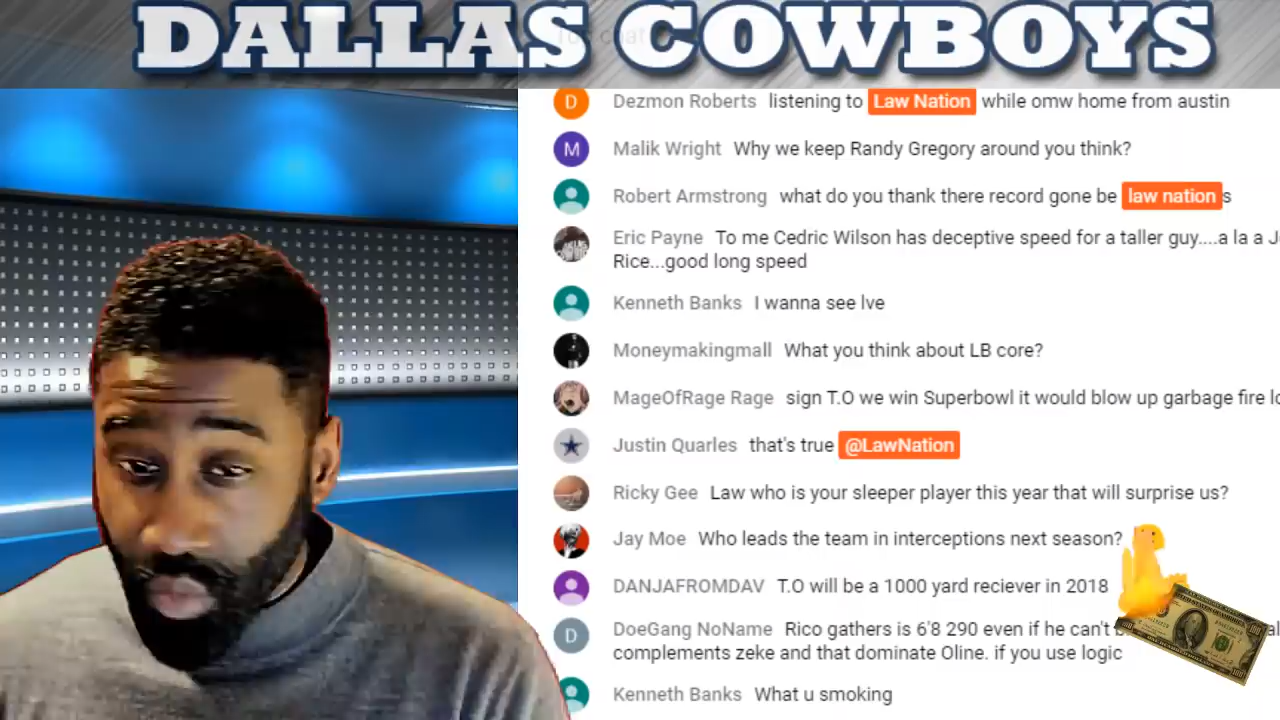 DALLAS COWBOYS
Top chat
D Dezmon Roberts listening to Law Nation while omw home from austin
M Malik Wright Why we keep Randy Gregory around you think?
Robert Armstrong what do you thank there record gone be law nation s
Eric Payne To me Cedric Wilson has deceptive speed for a taller guy....a la a
Rice...good long speed
Kenneth Banks I wanna see lve
Moneymakingmall What you think about LB core?
MageOfRage Rage sign T.O we win Superbowl it would blow up garbage fire
Justin Quarles that's true @LawNation
Ricky Gee Law who is your sleeper player this year that will surprise us?
Jay Moe Who leads the team in interceptions next season?
DANJAFROMDAV T.O will be a 1000 yard reciever in 2018
D DoeGang NoName Rico gathers is 6'8 290 even if he can't
complements zeke and that dominate Oline. if you use logic
Kenneth Banks What u smoking